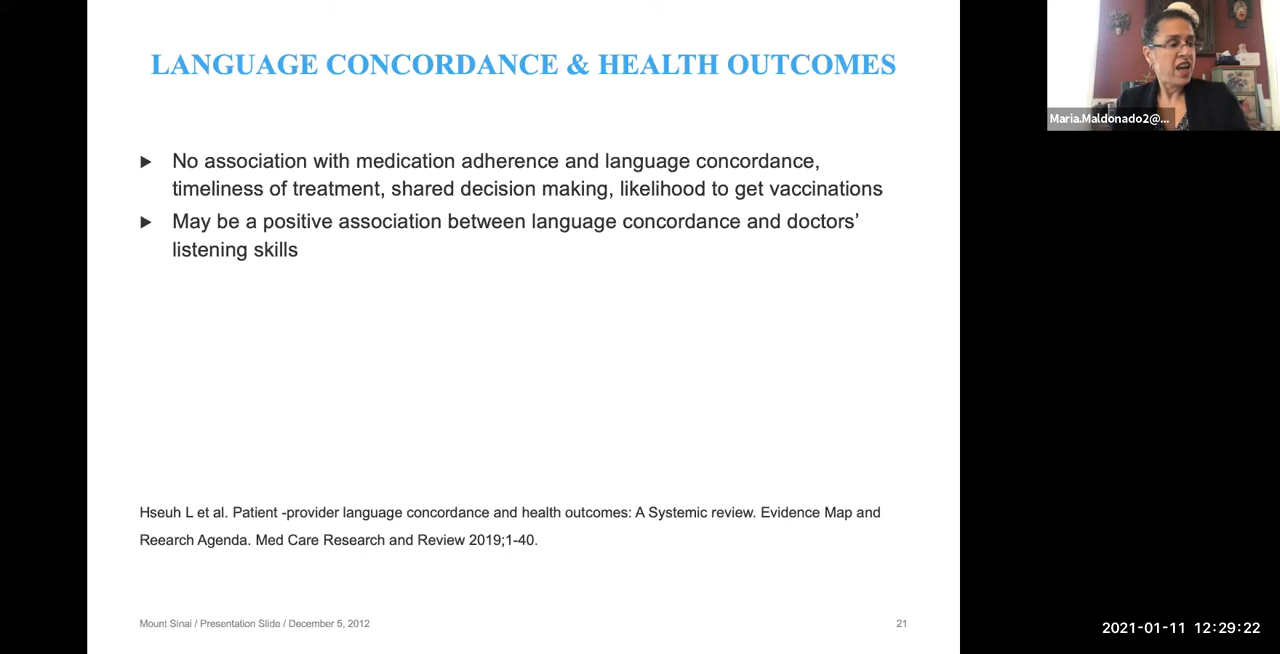 LANGUAGE CONCORDANCE & HEALTH OUTCOMES
No association with medication adherence and language concordance,
timeliness of treatment, shared decision making, likelihood to get vaccinations
May be a positive association between language concordance and doctors’
listening skills
Hseuh L et al. Patient -provider language concordance and health outcomes: A Systemic review. Evidence Map and
Reearch Agenda. Med Care Research and Review 2019;1-40.
Mount Sinai / Presentation Slide / December 5, 2012
21
Maria.Maldonado2@...
2021-01-11 12:29:22